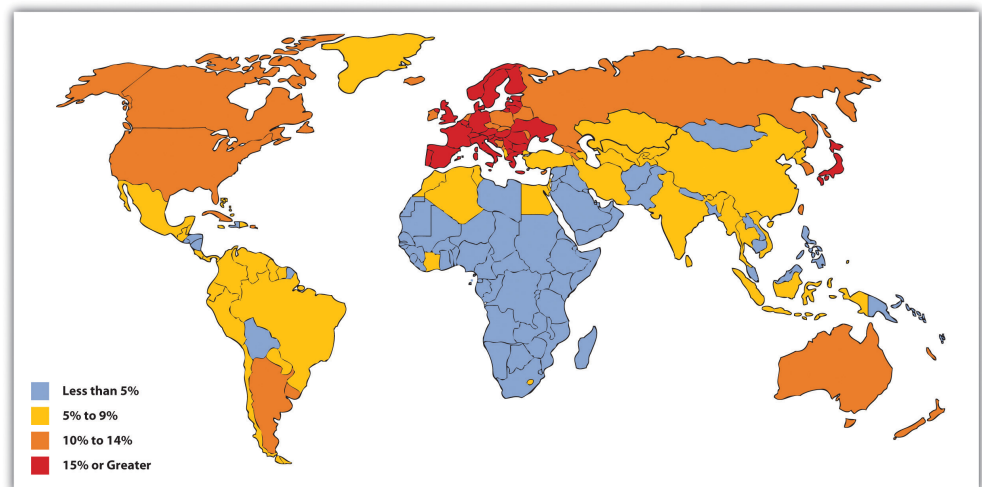 Less than 5%
5% to 9%
10% to 14%
15% or Greater